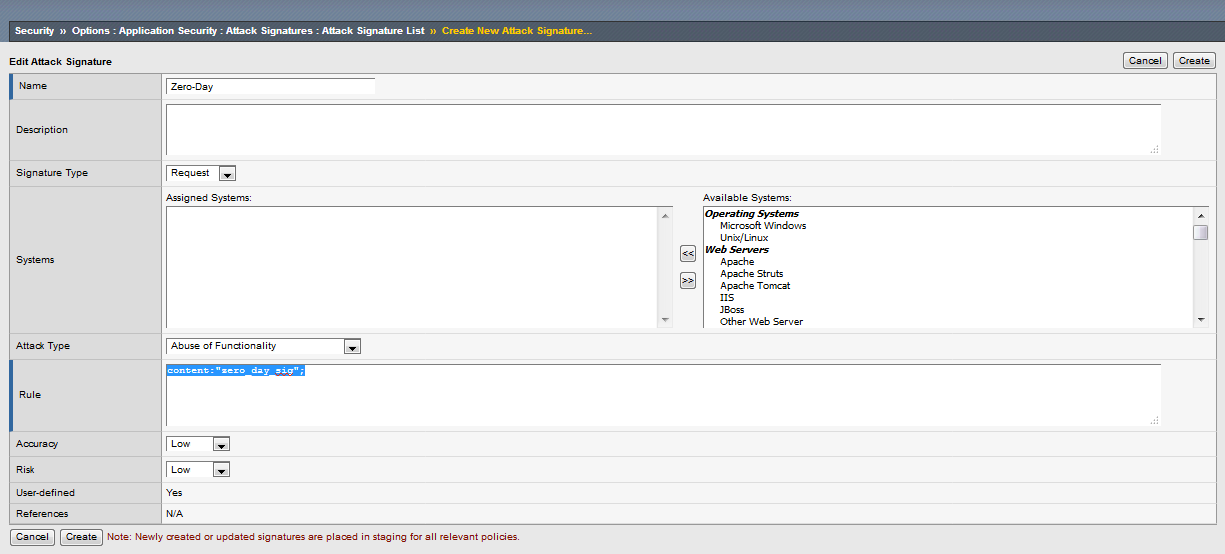 Security » Options : Application Security : Attack Signatures : Attack Signature List » Create New Attack Signature...
Edit Attack Signature
Cancel Create
Name Zero-Day
Description
Signature Type Request
Systems
Assigned Systems:
<<
>>
Available Systems:
Operating Systems
Microsoft Windows
Unix/Linux
Web Servers
Apache
Apache Struts
Apache Tomcat
IIS
JBoss
Other Web Server
Attack Type Abuse of Functionality
Rule content:"zero_day_sig";
Accuracy Low
Risk Low
User-defined Yes
References N/A
Cancel Create Note: Newly created or updated signatures are placed in staging for all relevant policies.